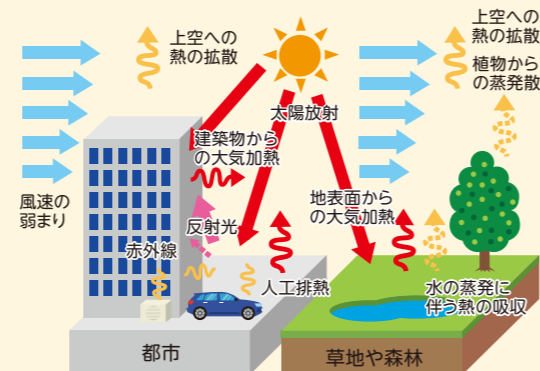 上空への
熱の拡散
上空への
熱の拡散
植物から
の蒸発散
太陽放射
建築物から
の大気加熱
風速の
弱まり
反射光
地表面から
の大気加熱
赤外線
人工排熱
水の蒸発に
伴う熱の吸収
都市
草地や森林